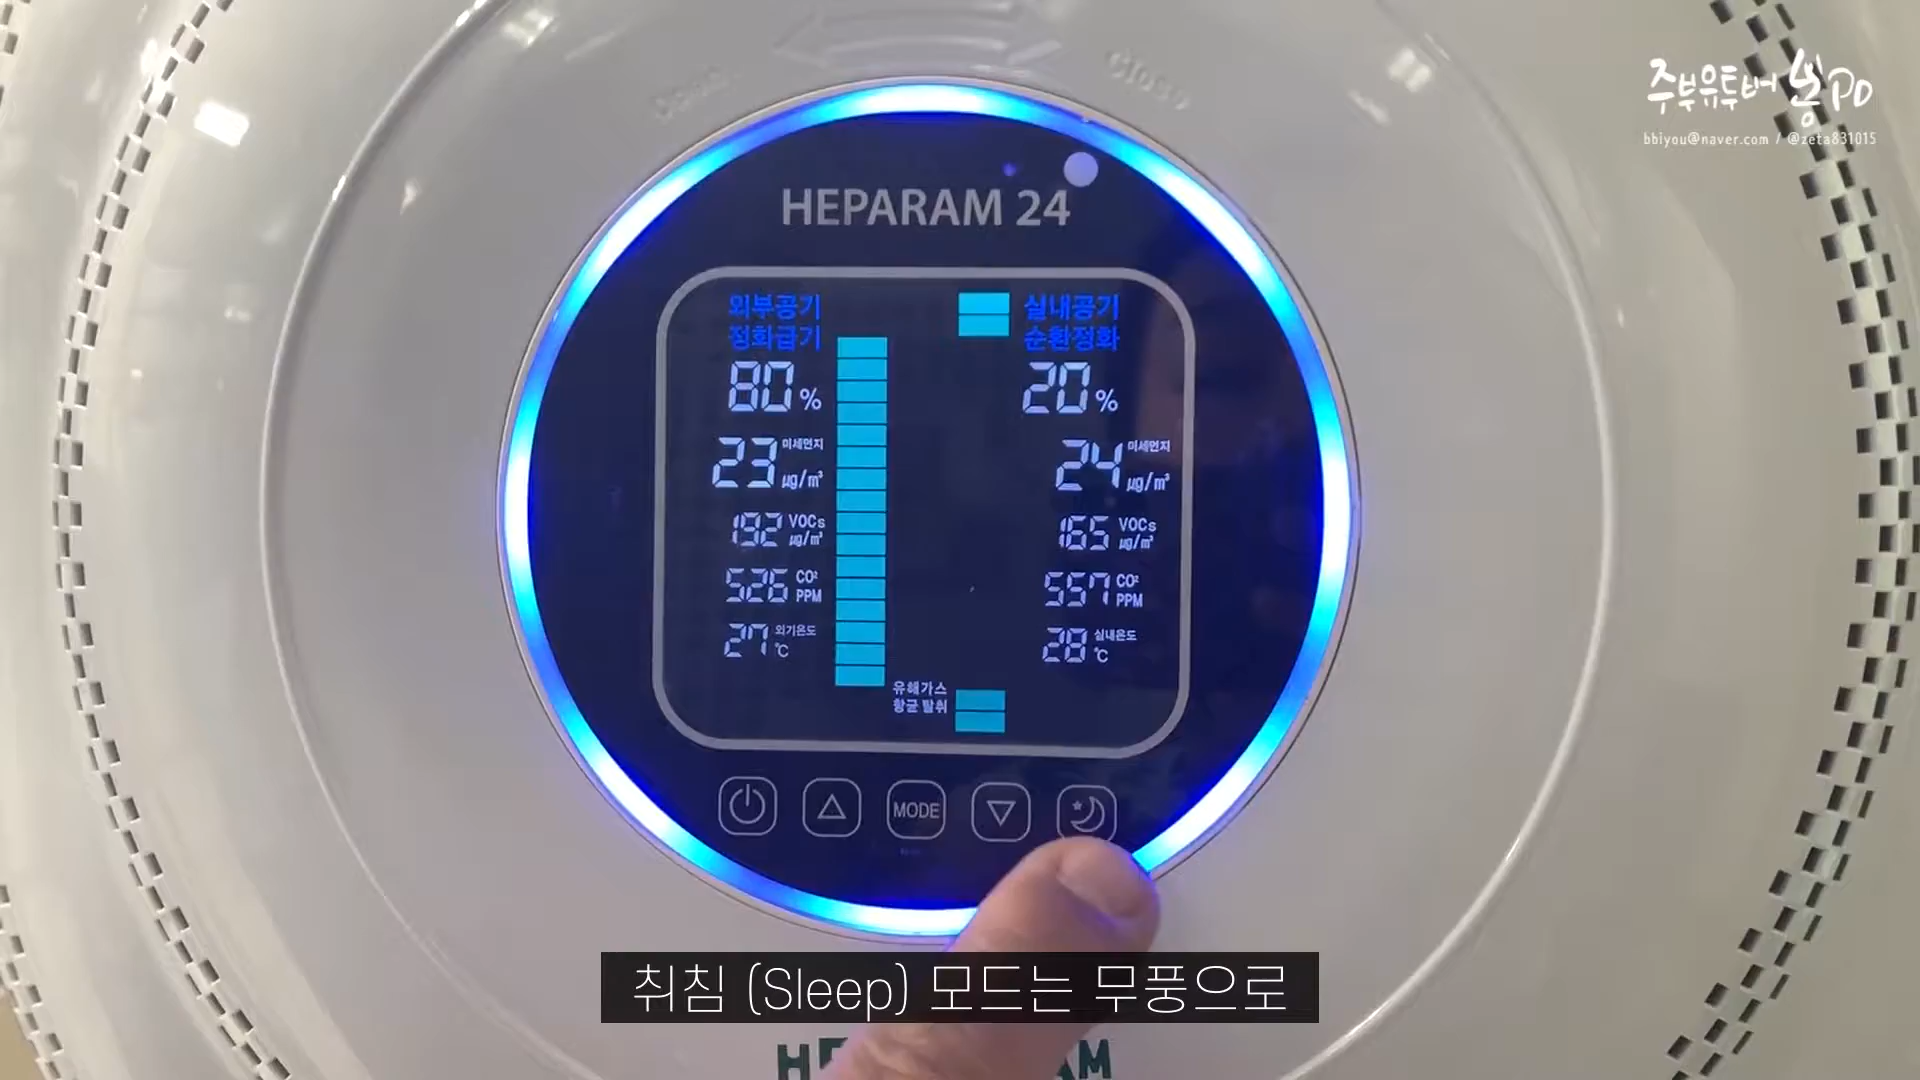 주부유튜버 봉PD
bbiyou@naver.com / @zeta831015
Close
HEPARAM 24
외부공기
정화급기
80 %
23 미세먼지 µg/m³
192 VOCs µg/m³
526 CO² PPM
27 외기온도 ℃
실내공기
순환정화
20 %
24 미세먼지 µg/m³
165 VOCs µg/m³
557 CO² PPM
28 실내온도 ℃
유해가스
항균 탈취
MODE
취침 (Sleep) 모드는 무풍으로